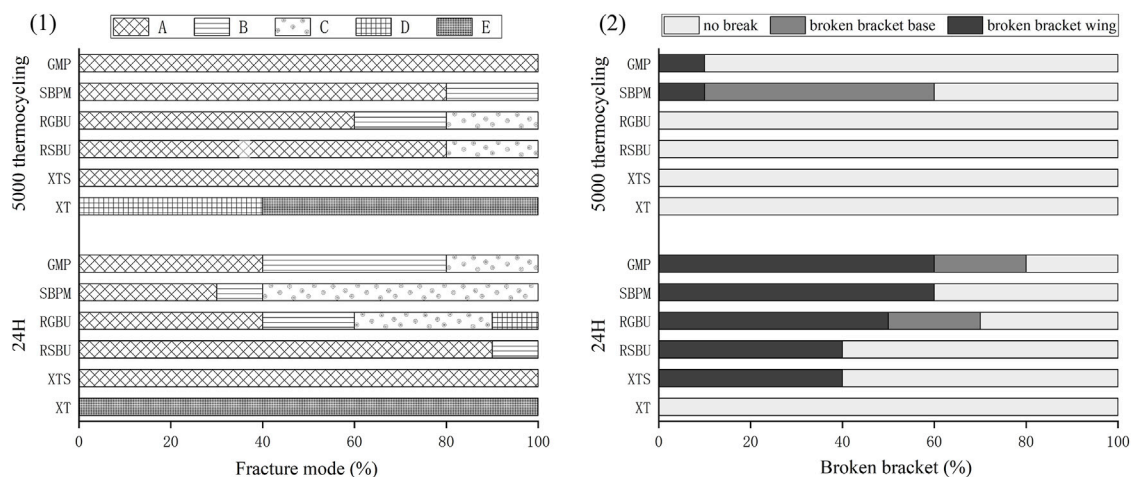 (1)
A B C D E
5000 thermocycling
GMP
SBPM
RGBU
RSBU
XTS
XT
24H
GMP
SBPM
RGBU
RSBU
XTS
XT
0 20 40 60 80 100
Fracture mode (%)
(2)
no break broken bracket base broken bracket wing
5000 thermocycling
GMP
SBPM
RGBU
RSBU
XTS
XT
24H
GMP
SBPM
RGBU
RSBU
XTS
XT
0 20 40 60 80 100
Broken bracket (%)